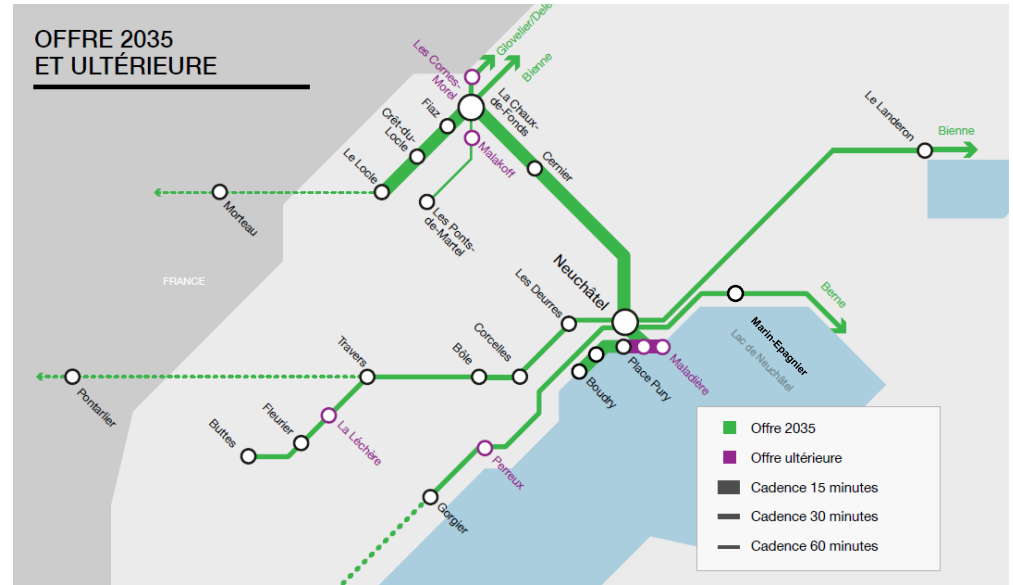 OFFRE 2035
ET ULTÉRIEURE
Glovelier/Delé
Bienne
Les Cornes-
Morel
La Chaux-
de-Fonds
Fiaz
Crêt-du-
Locle
Le Locle
Malakoff
Cernier
Le Landeron
Bienne
Morteau
Les Ponts-
de-Martel
FRANCE
Neuchâtel
Les Deurres
Berne
Marin-Epagnier
Lac de Neuchâtel
Corcelles
Bôle
Travers
Place Pury
Maladière
Boudry
Pontarlier
Buttes
Fleurier
La Léchère
Perreux
Gorgier
Offre 2035
Offre ultérieure
Cadence 15 minutes
Cadence 30 minutes
Cadence 60 minutes